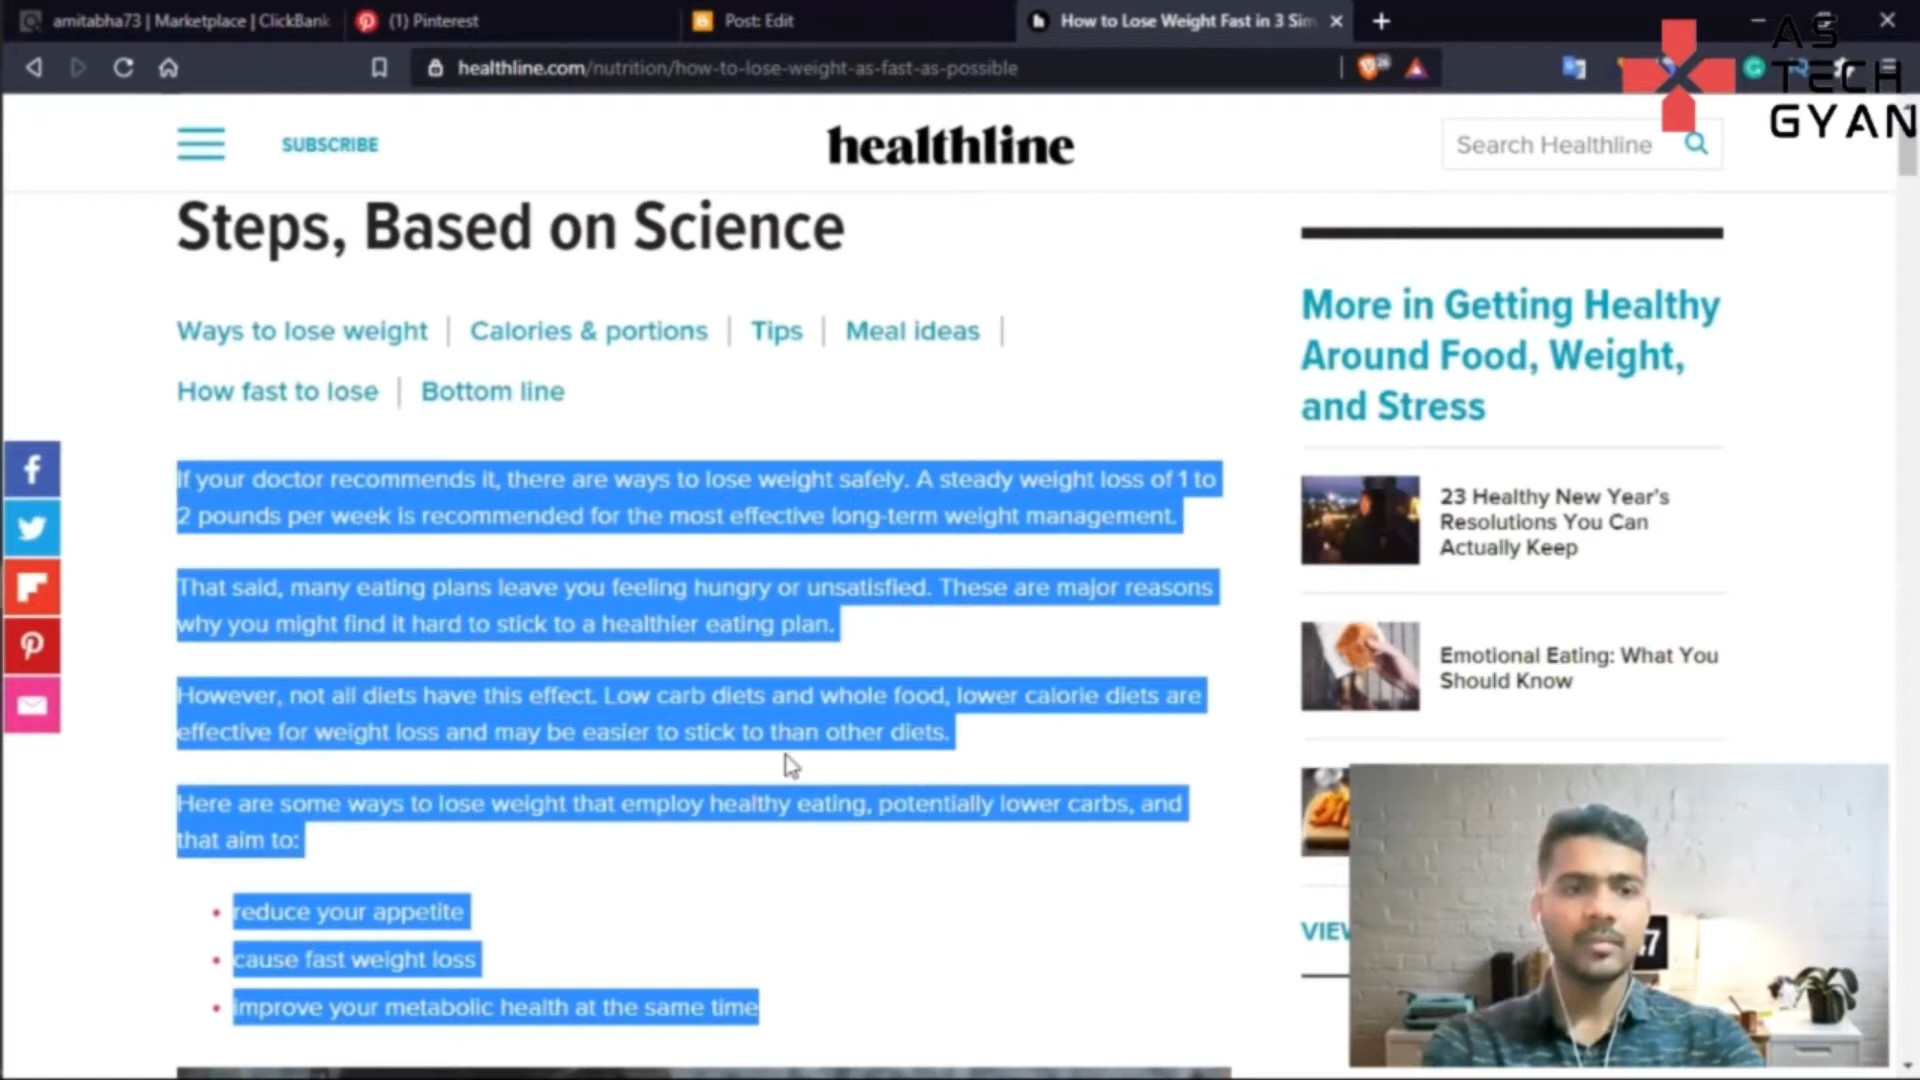 amitabha73 | Marketplace | ClickBank
(1) Pinterest
Post: Edit
How to Lose Weight Fast in 3 Sim
healthline.com/nutrition/how-to-lose-weight-as-fast-as-possible
AS
TECH
GYAN
SUBSCRIBE
healthline
Search Healthline
Steps, Based on Science
Ways to lose weight | Calories & portions | Tips | Meal ideas |
How fast to lose | Bottom line
If your doctor recommends it, there are ways to lose weight safely. A steady weight loss of 1 to
2 pounds per week is recommended for the most effective long-term weight management.
That said, many eating plans leave you feeling hungry or unsatisfied. These are major reasons
why you might find it hard to stick to a healthier eating plan.
However, not all diets have this effect. Low carb diets and whole food, lower calorie diets are
effective for weight loss and may be easier to stick to than other diets.
Here are some ways to lose weight that employ healthy eating, potentially lower carbs, and
that aim to:
• reduce your appetite
• cause fast weight loss
• improve your metabolic health at the same time
More in Getting Healthy
Around Food, Weight,
and Stress
23 Healthy New Year's
Resolutions You Can
Actually Keep
Emotional Eating: What You
Should Know
VIEW